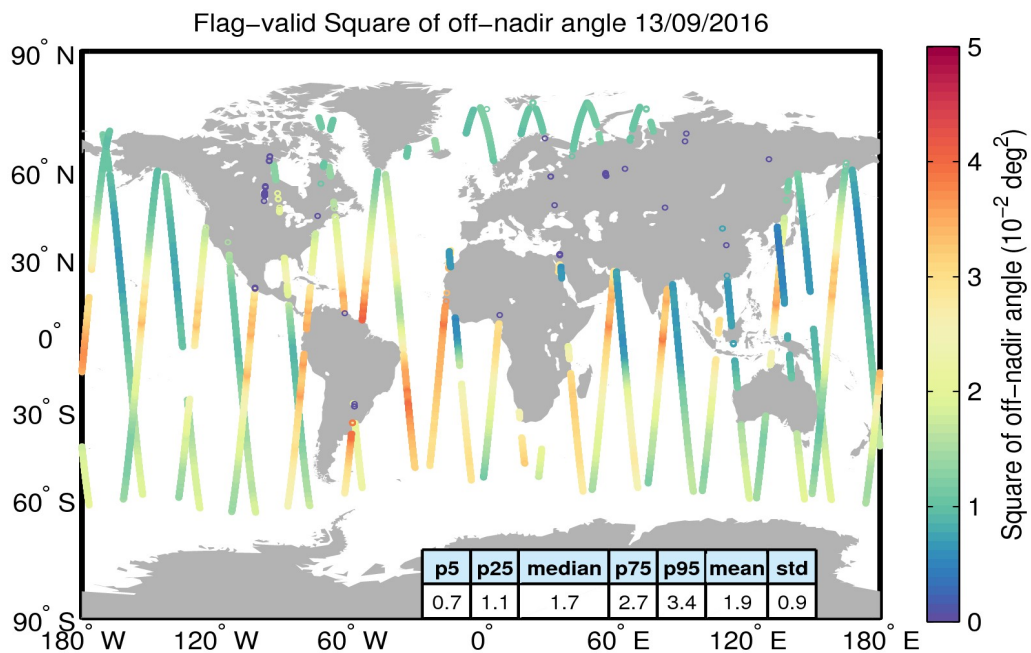 Flag−valid Square of off−nadir angle 13/09/2016
90° N
60° N
30° N
0°
30° S
60° S
90° S
180° W
120° W
60° W
0°
60° E
120° E
180° E
p5 p25 median p75 p95 mean std
0.7 1.1 1.7 2.7 3.4 1.9 0.9
5
4
3
2
1
0
Square of off−nadir angle (10⁻² deg²)